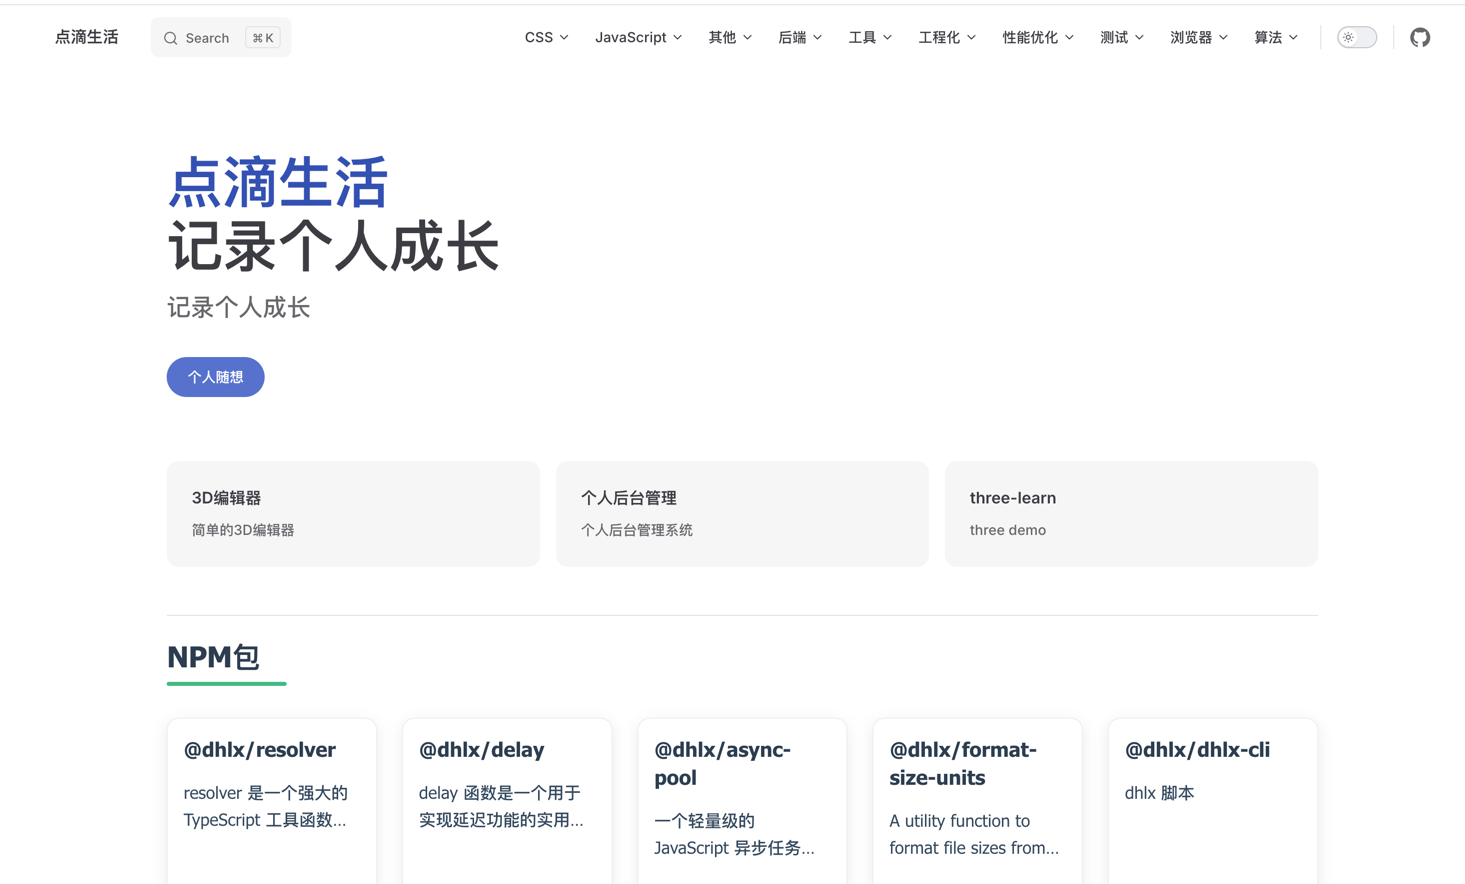 点滴生活
Search ⌘K
CSS JavaScript 其他 后端 工具 工程化 性能优化 测试 浏览器 算法
点滴生活
记录个人成长
记录个人成长
个人随想
3D编辑器
简单的3D编辑器
个人后台管理
个人后台管理系统
three-learn
three demo
NPM包
@dhlx/resolver
resolver 是一个强大的
TypeScript 工具函数...
@dhlx/delay
delay 函数是一个用于
实现延迟功能的实用...
@dhlx/async-
pool
一个轻量级的
JavaScript 异步任务...
@dhlx/format-
size-units
A utility function to
format file sizes from...
@dhlx/dhlx-cli
dhlx 脚本